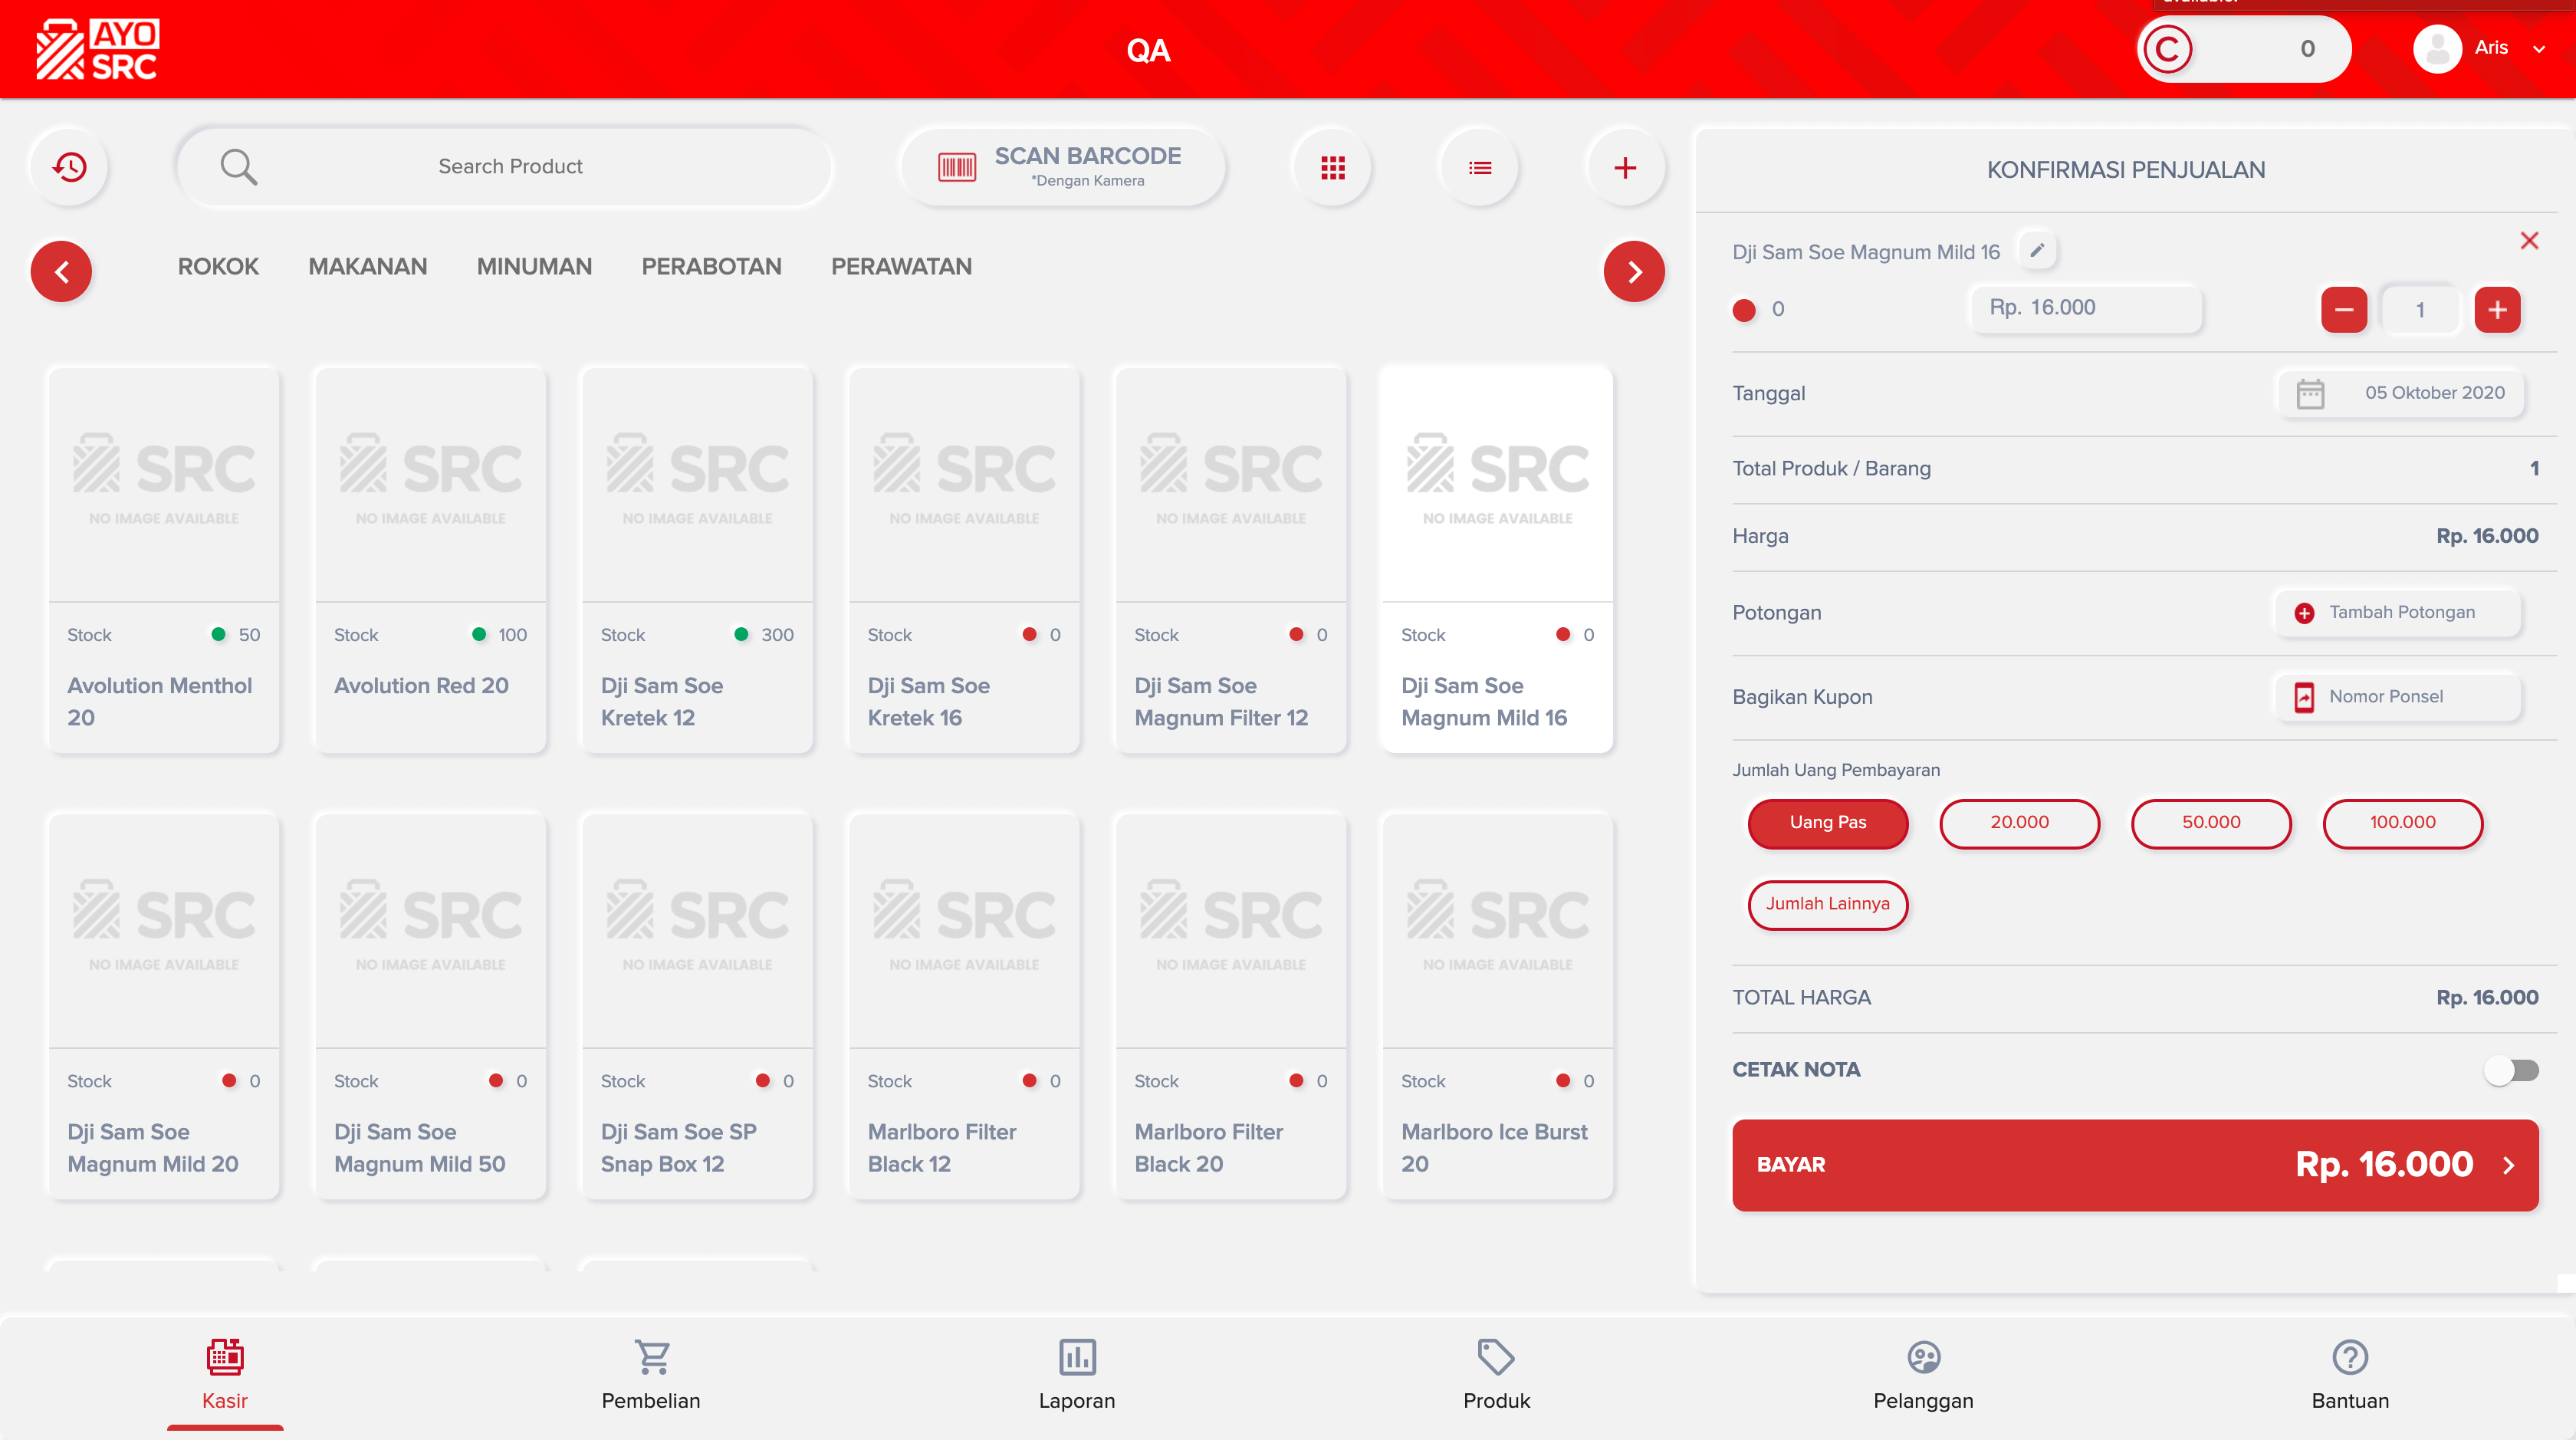 AYO
SRC
QA
0
Aris
Search Product
SCAN BARCODE
*Dengan Kamera
ROKOK
MAKANAN
MINUMAN
PERABOTAN
PERAWATAN
SRC
NO IMAGE AVAILABLE
Stock
50
Avolution Menthol
20
SRC
NO IMAGE AVAILABLE
Stock
100
Avolution Red 20
SRC
NO IMAGE AVAILABLE
Stock
300
Dji Sam Soe
Kretek 12
SRC
NO IMAGE AVAILABLE
Stock
0
Dji Sam Soe
Kretek 16
SRC
NO IMAGE AVAILABLE
Stock
0
Dji Sam Soe
Magnum Filter 12
SRC
NO IMAGE AVAILABLE
Stock
0
Dji Sam Soe
Magnum Mild 16
SRC
NO IMAGE AVAILABLE
Stock
0
Dji Sam Soe
Magnum Mild 20
SRC
NO IMAGE AVAILABLE
Stock
0
Dji Sam Soe
Magnum Mild 50
SRC
NO IMAGE AVAILABLE
Stock
0
Dji Sam Soe SP
Snap Box 12
SRC
NO IMAGE AVAILABLE
Stock
0
Marlboro Filter
Black 12
SRC
NO IMAGE AVAILABLE
Stock
0
Marlboro Filter
Black 20
SRC
NO IMAGE AVAILABLE
Stock
0
Marlboro Ice Burst
20
KONFIRMASI PENJUALAN
Dji Sam Soe Magnum Mild 16
0
Rp. 16.000
1
Tanggal
05 Oktober 2020
Total Produk / Barang
1
Harga
Rp. 16.000
Potongan
Tambah Potongan
Bagikan Kupon
Nomor Ponsel
Jumlah Uang Pembayaran
Uang Pas
20.000
50.000
100.000
Jumlah Lainnya
TOTAL HARGA
Rp. 16.000
CETAK NOTA
BAYAR
Rp. 16.000
Kasir
Pembelian
Laporan
Produk
Pelanggan
Bantuan